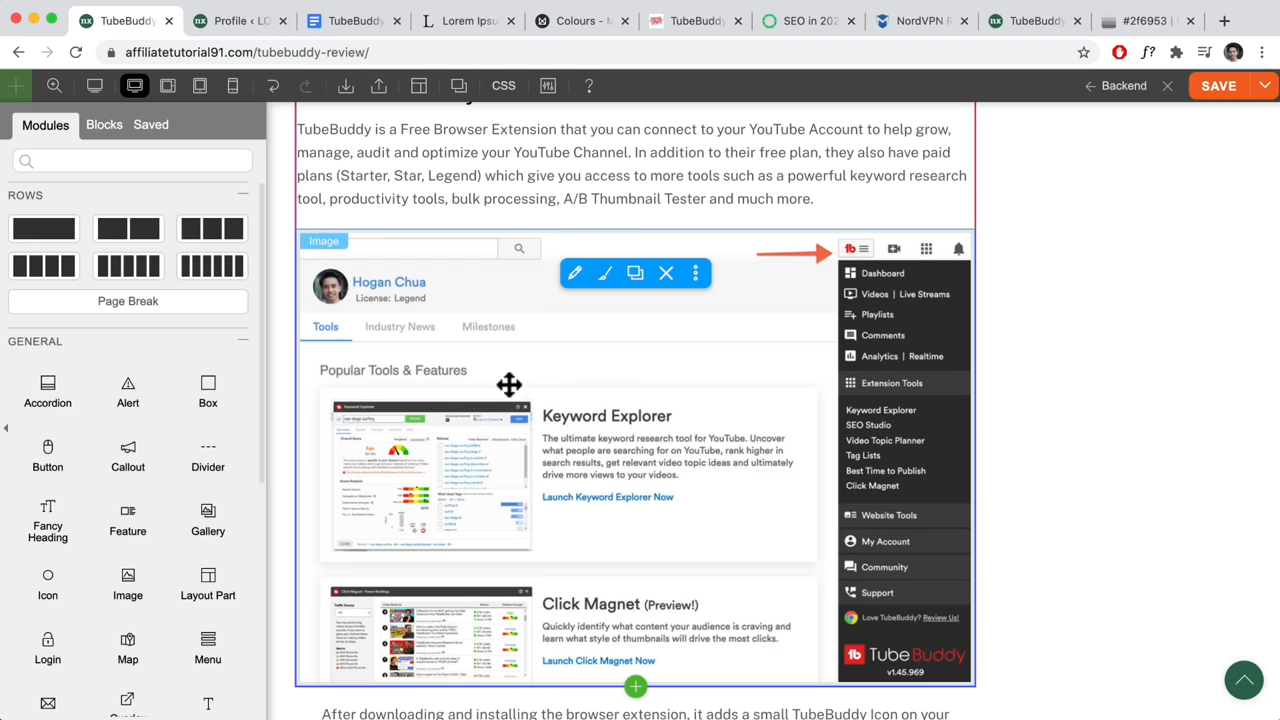 TubeBuddy
Profile ‹ LO
TubeBuddy
Lorem Ipsu
Colours - M
TubeBuddy
SEO in 202
NordVPN R
TubeBuddy
#2f6953 |
affiliatetutorial91.com/tubebuddy-review/
f?
CSS
?
Backend
SAVE
Modules
Blocks
Saved
ROWS
Page Break
GENERAL
Accordion
Alert
Box
Button
Callout
Divider
Fancy
Heading
Feature
Gallery
Icon
Image
Layout Part
Login
Map
Menu
TubeBuddy is a Free Browser Extension that you can connect to your YouTube Account to help grow,
manage, audit and optimize your YouTube Channel. In addition to their free plan, they also have paid
plans (Starter, Star, Legend) which give you access to more tools such as a powerful keyword research
tool, productivity tools, bulk processing, A/B Thumbnail Tester and much more.
Image
Hogan Chua
License: Legend
Tools
Industry News
Milestones
Popular Tools & Features
Keyword Explorer
The ultimate keyword research tool for YouTube. Uncover
what people are searching for on YouTube, rank higher in
search results, get relevant video topic ideas and ultimately
drive more views to your videos.
Launch Keyword Explorer Now
Click Magnet (Preview!)
Quickly identify what content your audience is craving and
learn what style of thumbnails will drive the most clicks.
Launch Click Magnet Now
tb
Dashboard
Videos | Live Streams
Playlists
Comments
Analytics | Realtime
Extension Tools
Keyword Explorer
SEO Studio
Video Topic Planner
Tag Lists
Best Time to Publish
Click Magnet
Website Tools
My Account
Community
Support
Love TubeBuddy? Review Us!
tb TubeBuddy
v1.45.969
After downloading and installing the browser extension, it adds a small TubeBuddy Icon on your